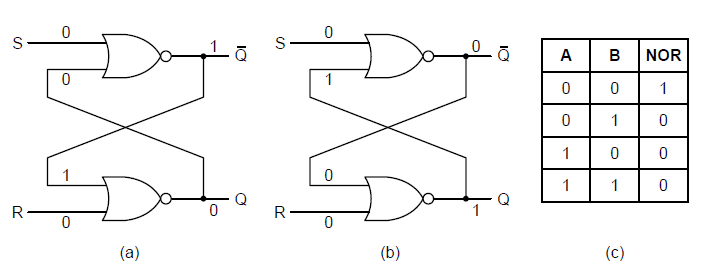 S 0 1 Q̄
0
1
R 0 0 Q
(a)
S 0 0 Q̄
1
0
R 0 1 Q
(b)
A B NOR
0 0 1
0 1 0
1 0 0
1 1 0
(c)